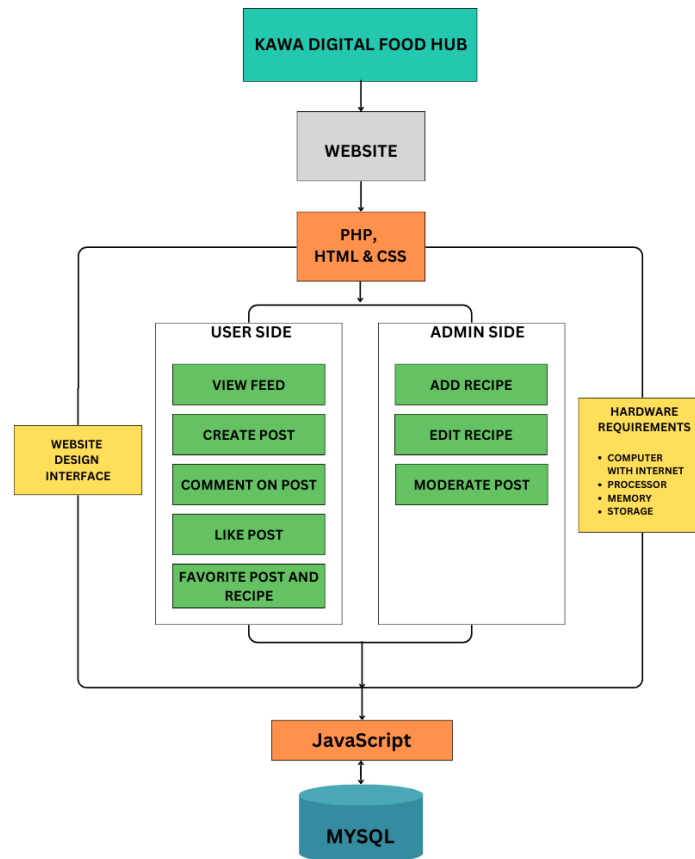 KAWA DIGITAL FOOD HUB
WEBSITE
PHP,
HTML & CSS
USER SIDE
VIEW FEED
CREATE POST
COMMENT ON POST
LIKE POST
FAVORITE POST AND
RECIPE
ADMIN SIDE
ADD RECIPE
EDIT RECIPE
MODERATE POST
WEBSITE
DESIGN
INTERFACE
HARDWARE
REQUIREMENTS
• COMPUTER
WITH INTERNET
• PROCESSOR
• MEMORY
• STORAGE
JavaScript
MYSQL